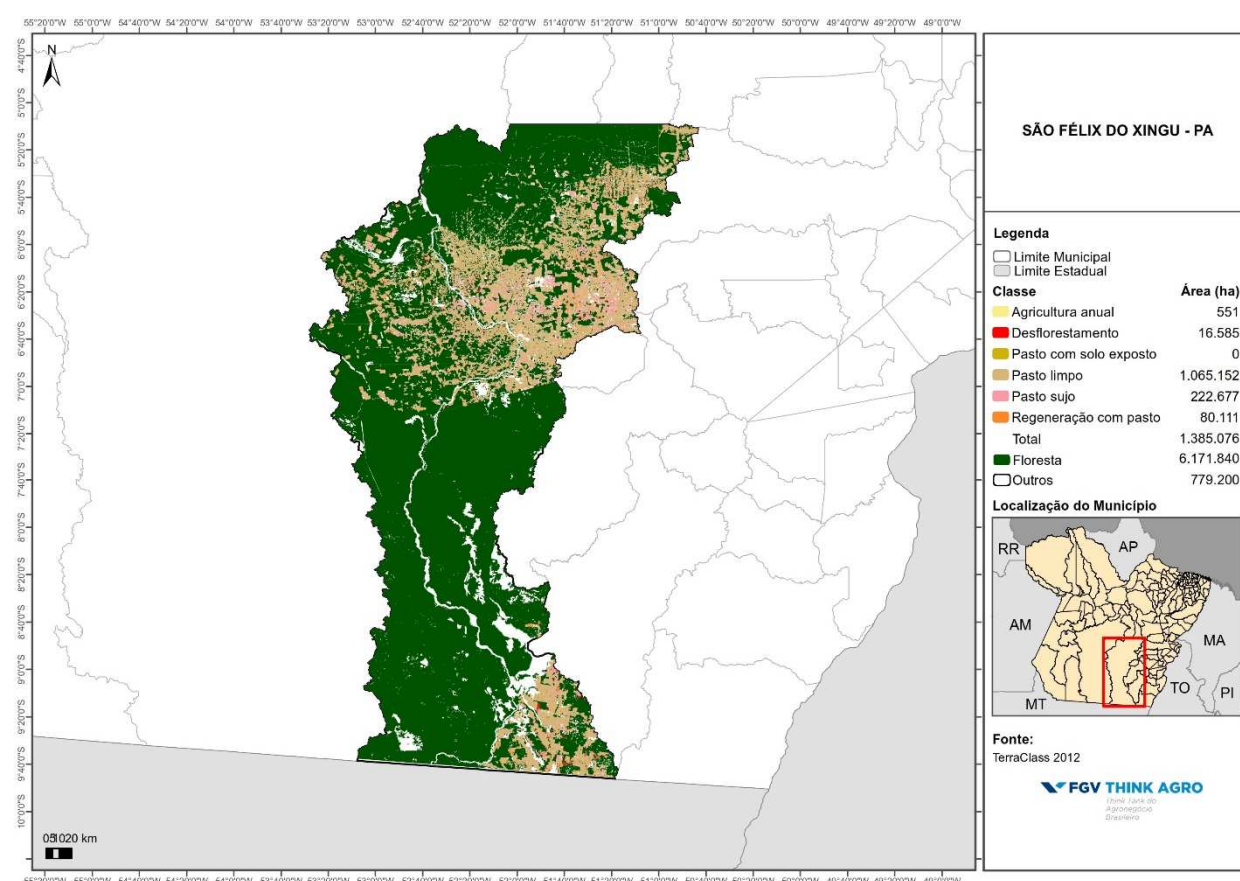 55°20'0"W 55°0'0"W 54°40'0"W 54°20'0"W 54°0'0"W 53°40'0"W 53°20'0"W 53°0'0"W 52°40'0"W 52°20'0"W 52°0'0"W 51°40'0"W 51°20'0"W 51°0'0"W 50°40'0"W 50°20'0"W 50°0'0"W 49°40'0"W 49°20'0"W 49°0'0"W
N
4°40'0"S
5°0'0"S
5°20'0"S
5°40'0"S
6°0'0"S
6°20'0"S
6°40'0"S
7°0'0"S
7°20'0"S
7°40'0"S
8°0'0"S
8°20'0"S
8°40'0"S
9°0'0"S
9°20'0"S
9°40'0"S
10°0'0"S
20 km
SÃO FÉLIX DO XINGU - PA
Legenda
Limite Municipal
Limite Estadual
Classe Área (ha)
Agricultura anual 551
Desflorestamento 16.585
Pasto com solo exposto 0
Pasto limpo 1.065.152
Pasto sujo 222.677
Regeneração com pasto 80.111
Total 1.385.076
Floresta 6.171.840
Outros 779.200
Localização do Município
RR AP
AM MA
TO PI
MT
Fonte:
TerraClass 2012
FGV THINK AGRO
Think Tank do
Agronegócio
Brasileiro